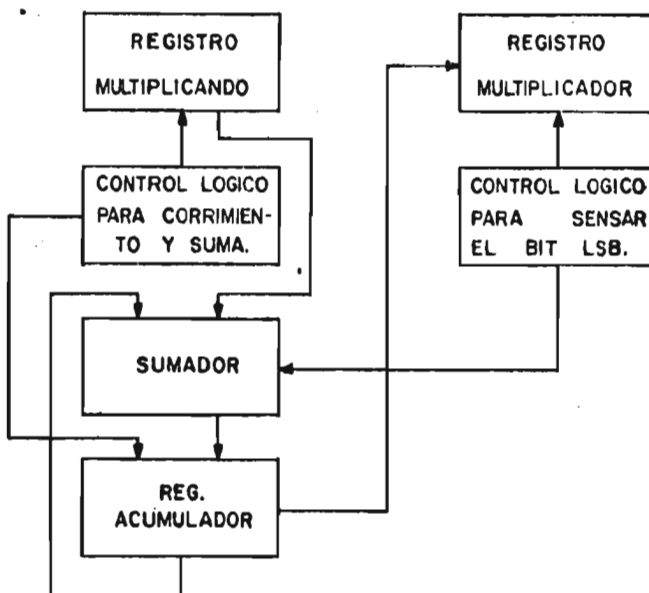 REGISTRO
MULTIPLICANDO
REGISTRO
MULTIPLICADOR
CONTROL LOGICO
PARA CORRIMIEN-
TO Y SUMA.
CONTROL LOGICO
PARA SENSAR
EL BIT LSB.
SUMADOR
REG.
ACUMULADOR